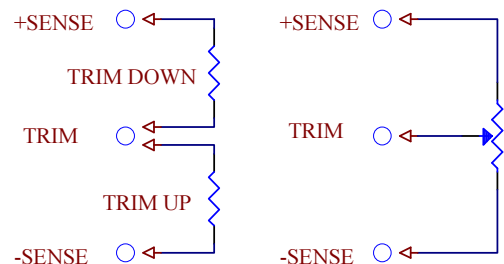 +SENSE
TRIM DOWN
TRIM
TRIM UP
-SENSE
+SENSE
TRIM
-SENSE